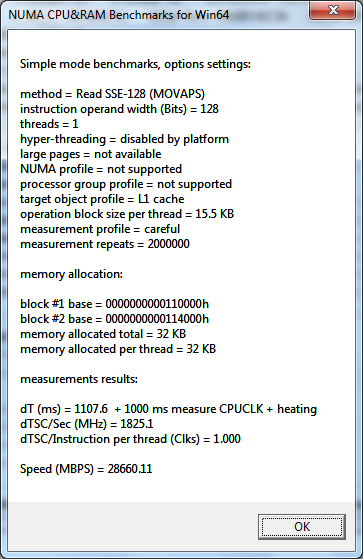 NUMA CPU&RAM Benchmarks for Win64
Simple mode benchmarks, options settings:
method = Read SSE-128 (MOVAPS)
instruction operand width (Bits) = 128
threads = 1
hyper-threading = disabled by platform
large pages = not available
NUMA profile = not supported
processor group profile = not supported
target object profile = L1 cache
operation block size per thread = 15.5 KB
measurement profile = careful
measurement repeats = 2000000
memory allocation:
block #1 base = 0000000000110000h
block #2 base = 0000000000114000h
memory allocated total = 32 KB
memory allocated per thread = 32 KB
measurements results:
dT (ms) = 1107.6  + 1000 ms measure CPUCLK + heating
dTSC/Sec (MHz) = 1825.1
dTSC/Instruction per thread (Clks) = 1.000
Speed (MBPS) = 28660.11
OK